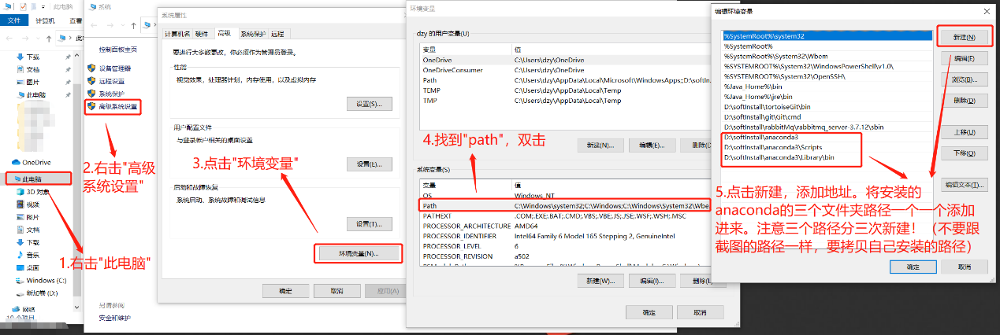 此电脑
文件
计算机
查看
此
下载
文档
图片
此电脑
OneDrive
此电脑
3D 对象
视频
图片
文档
下载
音乐
桌面
Windows (C:)
新加卷 (D:)
网络
1.右击"此电脑"
系统
控制面板主页
设备管理器
远程设置
系统保护
高级系统设置
2.右击"高级
系统设置"
另请参阅
安全和维护
系统属性
计算机名 硬件 高级 系统保护 远程
要进行大多数更改，你必须作为管理员登录。
性能
视觉效果，处理器计划，内存使用，以及虚拟内存
设置(S)...
用户配置文件
与登录帐户相关的桌面设置
3.点击"环境变量"
设置(E)...
启动和故障恢复
系统启动、系统故障和调试信息
设置(T)...
环境变量(N)...
确定 取消 应用(A)
环境变量
dzy 的用户变量(U)
变量 值
OneDrive C:\Users\dzy\OneDrive
OneDriveConsumer C:\Users\dzy\OneDrive
Path C:\Users\dzy\AppData\Local\Microsoft\WindowsApps;;D:\softIn...
TEMP C:\Users\dzy\AppData\Local\Temp
TMP C:\Users\dzy\AppData\Local\Temp
4.找到"path"，双击
新建(N)... 编辑(E)... 删除(D
系统变量(S)
变量 值
OS Windows_NT
Path C:\Windows\system32;C:\Windows;C:\Windows\System32\Wbe
PATHEXT .COM;.EXE;.BAT;.CMD;.VBS;.VBE;.JS;.JSE;.WSF;.WSH;.MSC
PROCESSOR_ARCHITECTURE AMD64
PROCESSOR_IDENTIFIER Intel64 Family 6 Model 165 Stepping 2, GenuineIntel
PROCESSOR_LEVEL 6
PROCESSOR_REVISION a502
新建(W)... 编辑(I)... 删除(L
确定 取消
编辑环境变量
%SystemRoot%\system32
%SystemRoot%
%SystemRoot%\System32\Wbem
%SYSTEMROOT%\System32\WindowsPowerShell\v1.0\
%SYSTEMROOT%\System32\OpenSSH\
%Java_Home%\bin
%Java_Home%\jre\bin
D:\softInstall\tortoiseGit\bin
D:\softInstall\git\Git\cmd
D:\softInstall\rabbitMq\rabbitmq_server-3.7.12\sbin
D:\softInstall\anaconda3
D:\softInstall\anaconda3\Scripts
D:\softInstall\anaconda3\Library\bin
新建(N)
编辑(E)
浏览(B)...
删除(D)
上移(U)
下移(O)
编辑文本(T)...
5.点击新建，添加地址。将安装的
anaconda的三个文件夹路径一个一个添加
进来。注意三个路径分三次新建！（不要跟
截图的路径一样，要拷贝自己安装的路径）
确定 取消